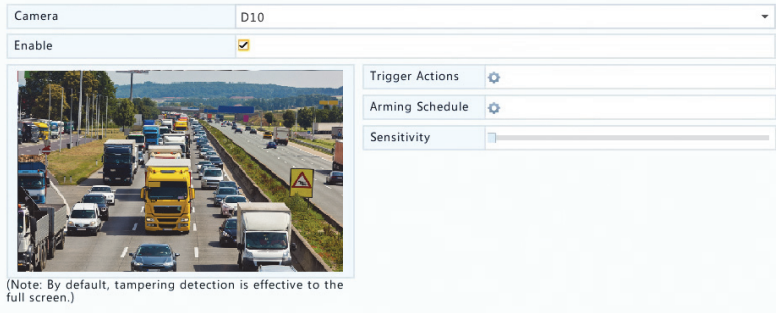 Camera
D10
Enable
Trigger Actions
Arming Schedule
Sensitivity
(Note: By default, tampering detection is effective to the
full screen.)